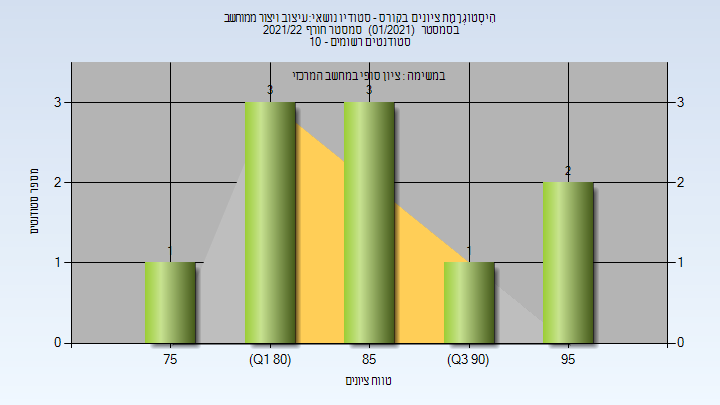 הִיסְטוֹגְרַמַת ציונים בקורס - סטודיו נושאי:עיצוב ויצור ממוחשב
בסמסטר (01/2021) סמסטר חורף 2021/22
סטודנטים רשומים - 10
במשימה : ציון סופי במחשב המרכזי
מספר סטודנטים
3 3 3 3
2 2 2
1 1 1 1
0 0
75 (Q1 80) 85 (Q3 90) 95
טווח ציונים